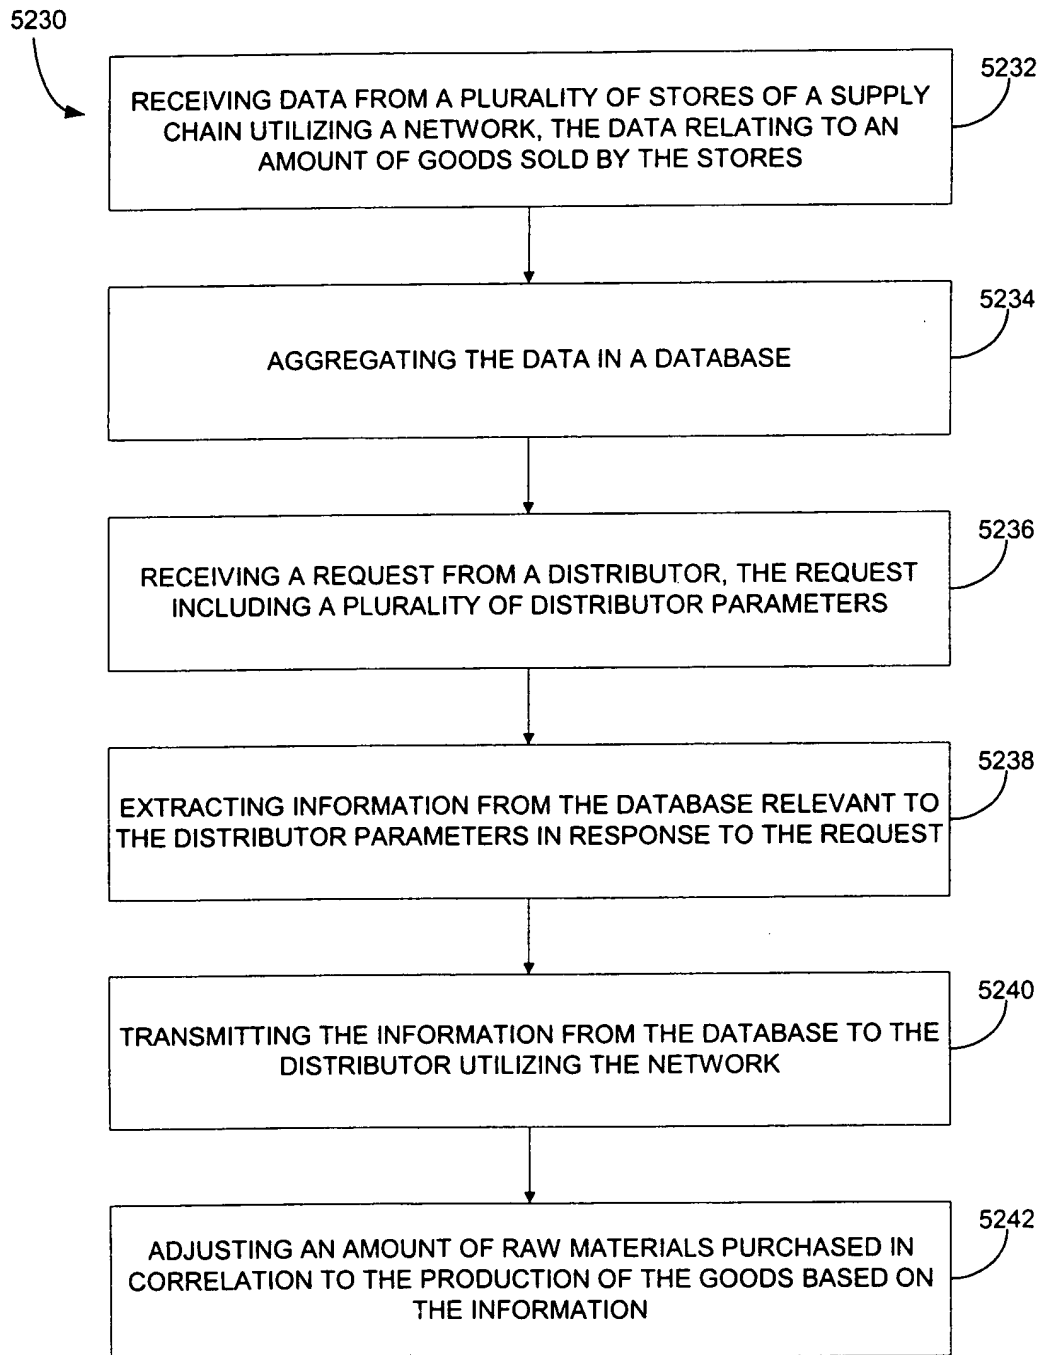 5230
5232
RECEIVING DATA FROM A PLURALITY OF STORES OF A SUPPLY
CHAIN UTILIZING A NETWORK, THE DATA RELATING TO AN
AMOUNT OF GOODS SOLD BY THE STORES
5234
AGGREGATING THE DATA IN A DATABASE
5236
RECEIVING A REQUEST FROM A DISTRIBUTOR, THE REQUEST
INCLUDING A PLURALITY OF DISTRIBUTOR PARAMETERS
5238
EXTRACTING INFORMATION FROM THE DATABASE RELEVANT TO
THE DISTRIBUTOR PARAMETERS IN RESPONSE TO THE REQUEST
5240
TRANSMITTING THE INFORMATION FROM THE DATABASE TO THE
DISTRIBUTOR UTILIZING THE NETWORK
5242
ADJUSTING AN AMOUNT OF RAW MATERIALS PURCHASED IN
CORRELATION TO THE PRODUCTION OF THE GOODS BASED ON
THE INFORMATION